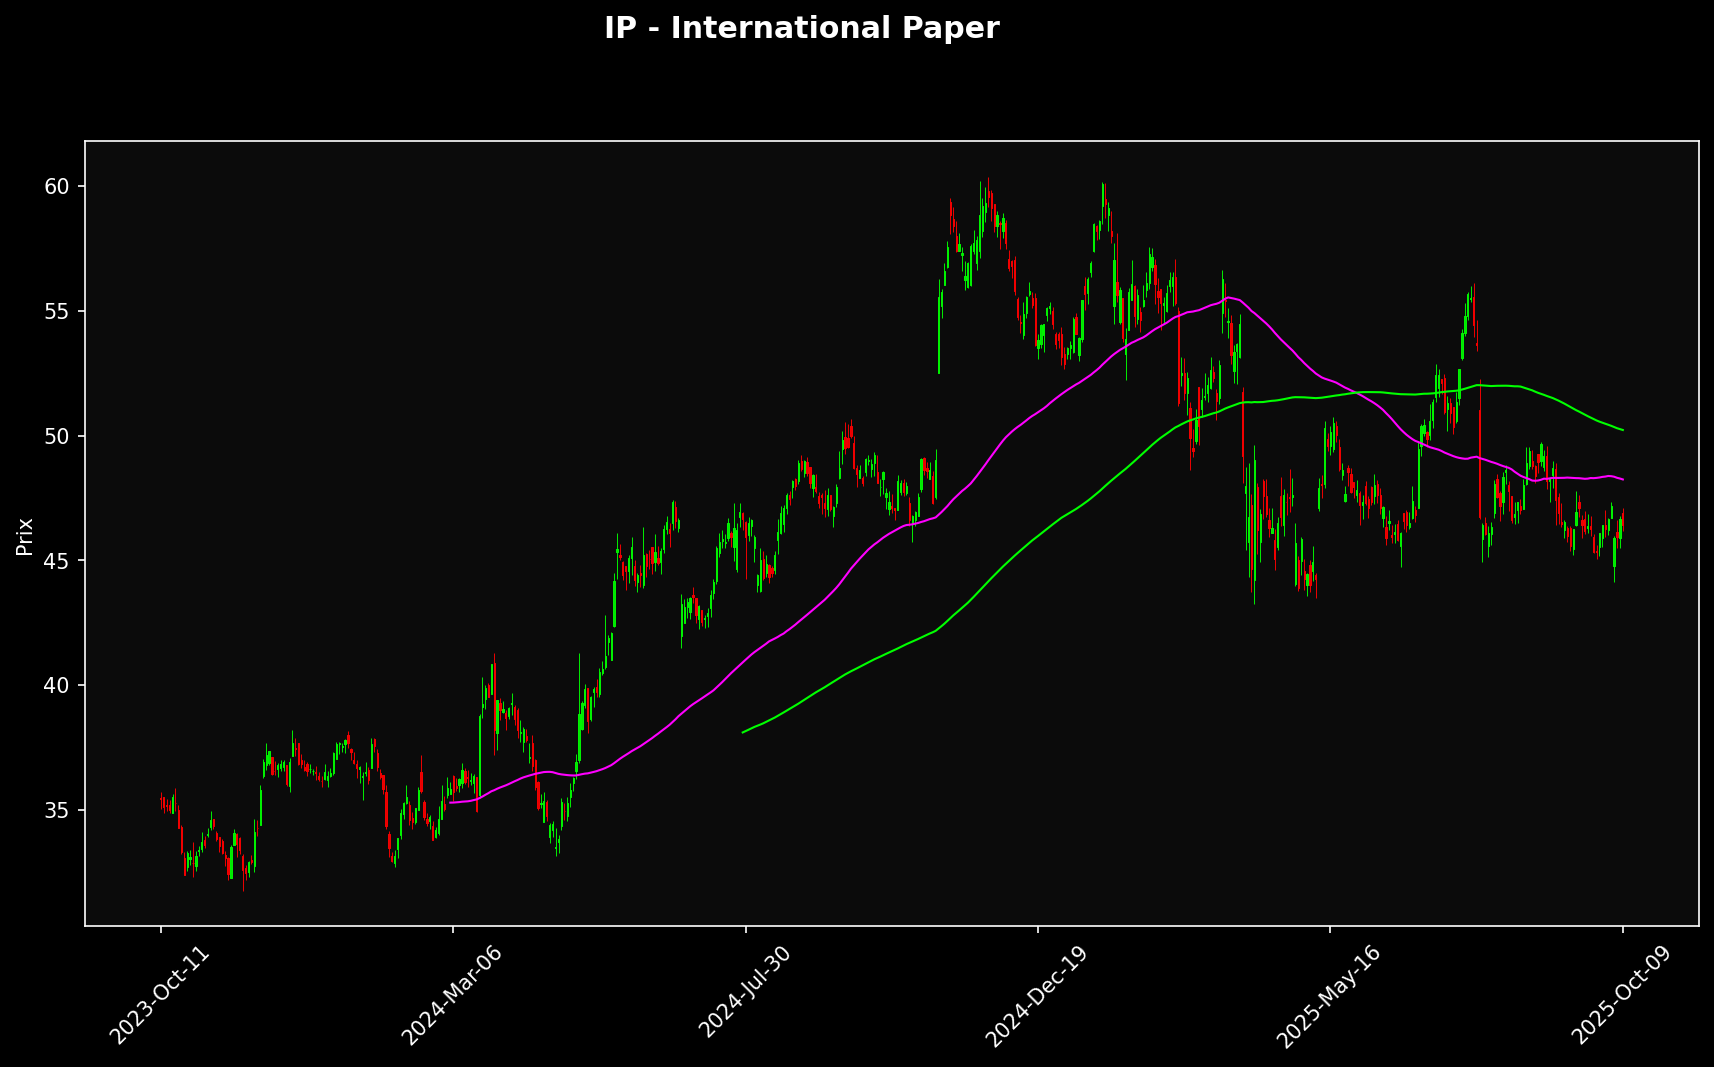 IP - International Paper
Prix
60
55
50
45
40
35
2023-Oct-11
2024-Mar-06
2024-Jul-30
2024-Dec-19
2025-May-16
2025-Oct-09